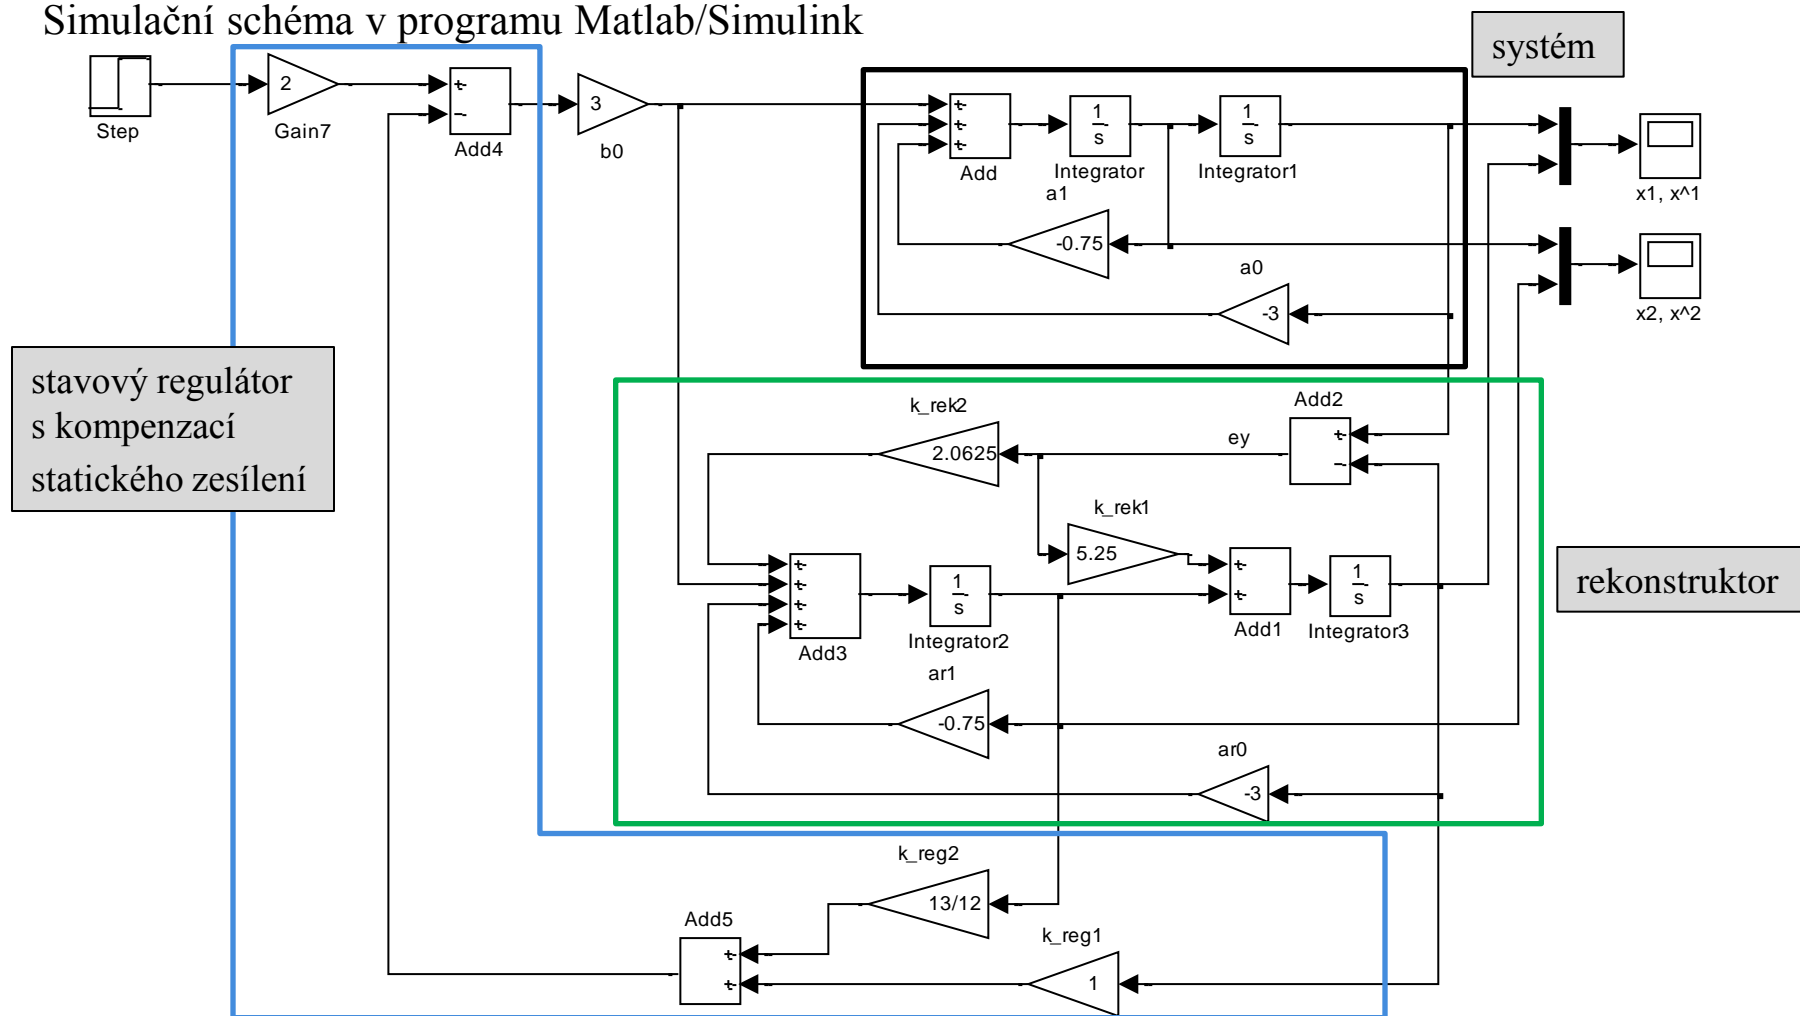 Simulační schéma v programu Matlab/Simulink
systém
2
Step
Gain7
+
−
Add4
3
b0
+
+
+
Add
1
s
Integrator
1
s
Integrator1
x1, x^1
a1
-0.75
a0
-3
x2, x^2
stavový regulátor
s kompenzací
statického zesílení
k_rek2
2.0625
ey
Add2
+
−
k_rek1
5.25
+
+
+
+
Add3
1
s
Integrator2
+
+
Add1
1
s
Integrator3
rekonstruktor
ar1
-0.75
ar0
-3
k_reg2
13/12
Add5
+
+
k_reg1
1